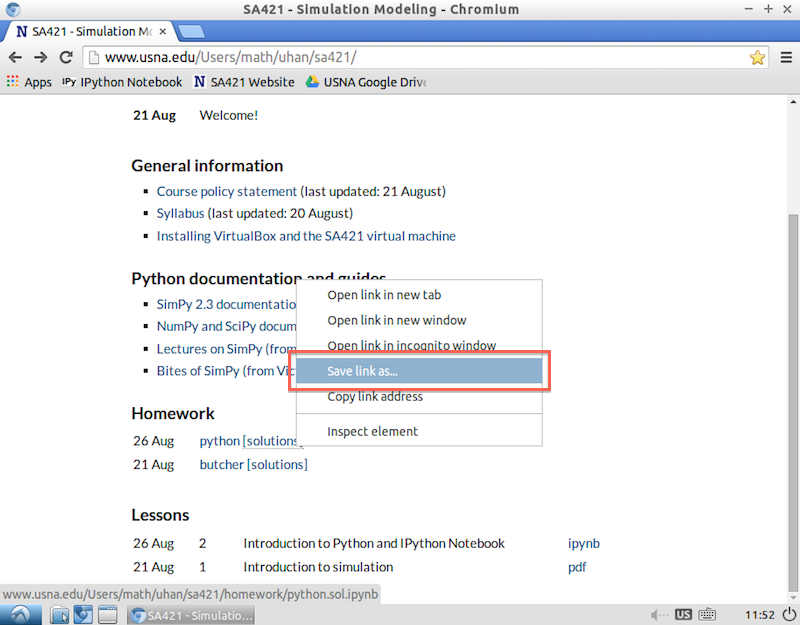 SA421 - Simulation Modeling - Chromium
N SA421 - Simulation Mo
www.usna.edu/Users/math/uhan/sa421/
Apps IPy IPython Notebook N SA421 Website USNA Google Drive
21 Aug Welcome!
General information
Course policy statement (last updated: 21 August)
Syllabus (last updated: 20 August)
Installing VirtualBox and the SA421 virtual machine
Python documentation and guides
SimPy 2.3 documentatio
NumPy and SciPy docum
Lectures on SimPy (from
Bites of SimPy (from Vic
Open link in new tab
Open link in new window
Open link in incognito window
Save link as...
Copy link address
Inspect element
Homework
26 Aug python [solutions]
21 Aug butcher [solutions]
Lessons
26 Aug 2 Introduction to Python and IPython Notebook ipynb
21 Aug 1 Introduction to simulation pdf
www.usna.edu/Users/math/uhan/sa421/homework/python.sol.ipynb
SA421 - Simulatio... US 11:52